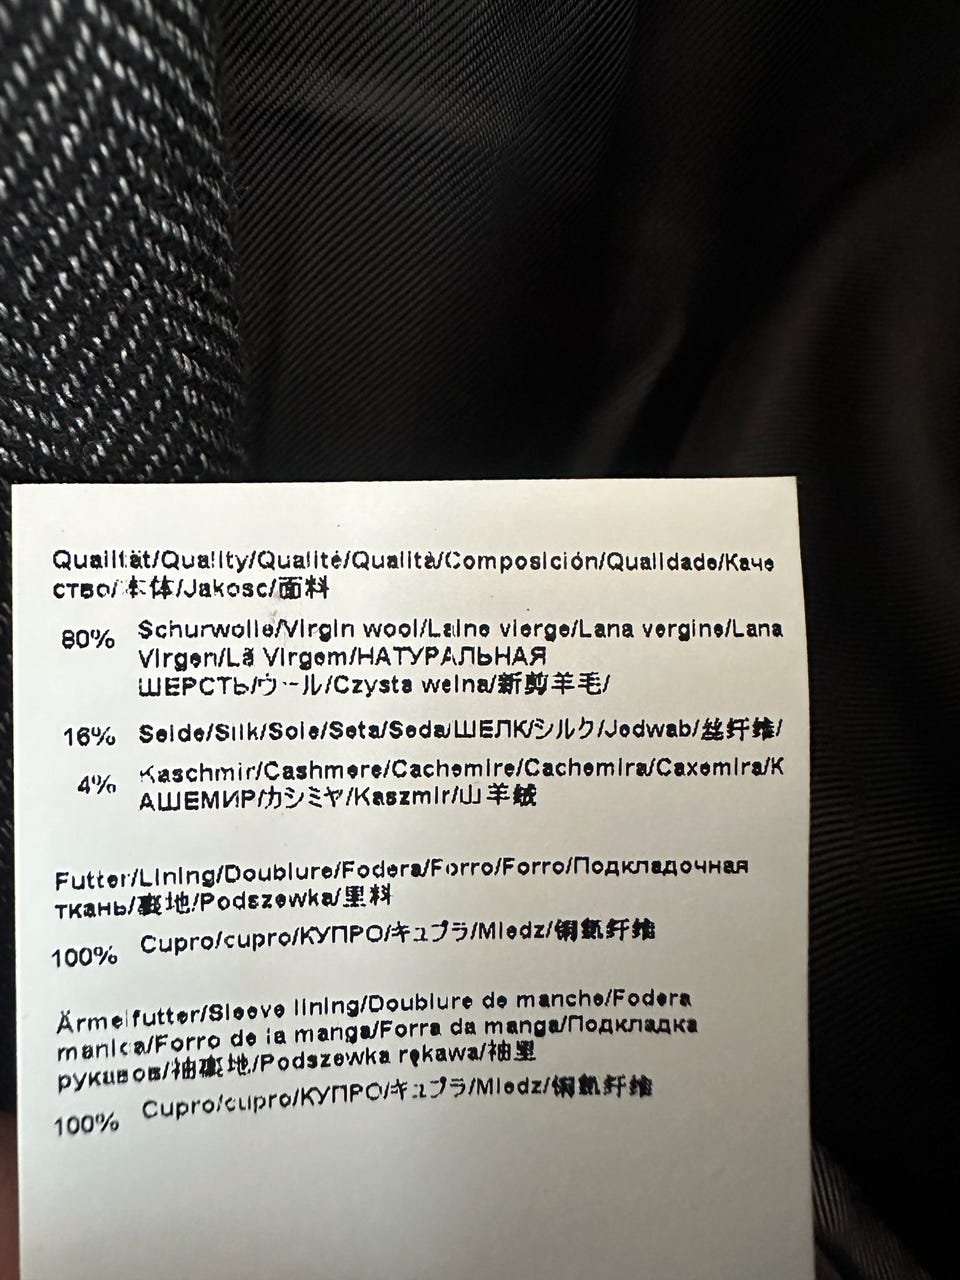 Qualität/Quality/Qualité/Qualità/Composición/Qualidade/Каче
ство/本体/Jakosc/面料
80% Schurwolle/Virgin wool/Laine vierge/Lana vergine/Lana
Virgen/Lã Virgem/НАТУРАЛЬНАЯ
ШЕРСТЬ/ウール/Czysta welna/新剪羊毛/
16% Seide/Silk/Soie/Seta/Seda/ШЕЛК/シルク/Jedwab/丝纤维/
4% Kaschmir/Cashmere/Cachemire/Cachemira/Caxemira/К
АШЕМИР/カシミヤ/Kaszmir/山羊绒
Futter/Lining/Doublure/Fodera/Forro/Forro/Подкладочная
ткань/裏地/Podszewka/里料
100% Cupro/cupro/КУПРО/キュプラ/Miedz/铜氨纤维
Ärmelfutter/Sleeve lining/Doublure de manche/Fodera
manica/Forro de la manga/Forra da manga/Подкладка
рукавов/袖裏地/Podszewka rękawa/袖里
100% Cupro/cupro/КУПРО/キュプラ/Miedz/铜氨纤维